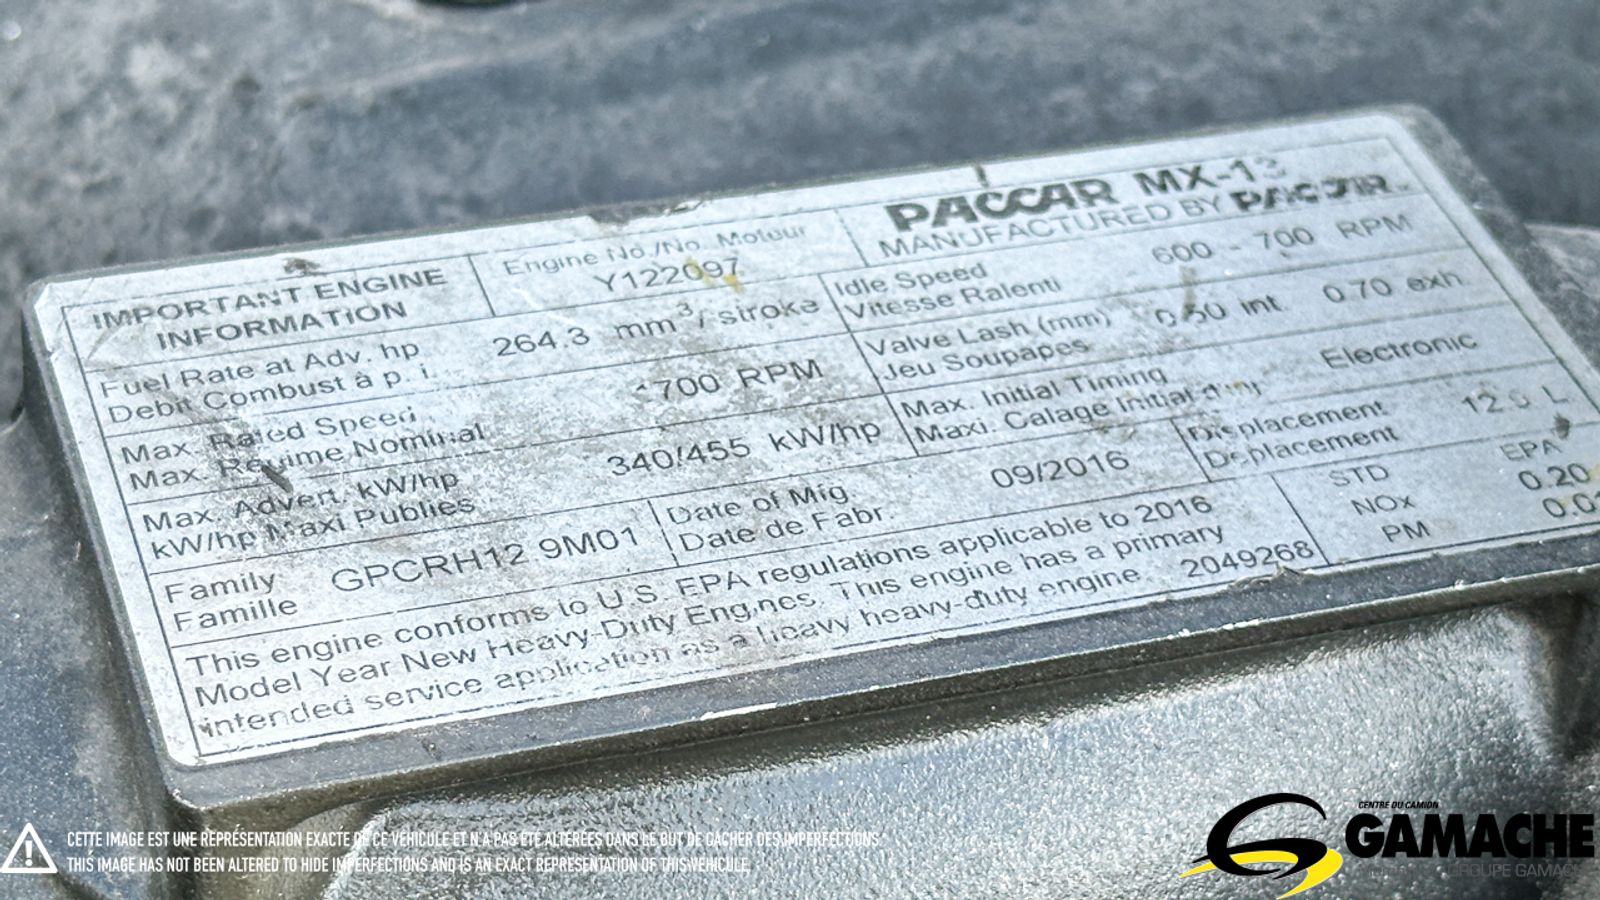 IMPORTANT ENGINE
INFORMATION
Engine No./No. Moteur
Y122097
PACCAR MX-13
MANUFACTURED BY PACCAR
Fuel Rate at Adv. hp
Debit Combust à p. i.
264.3 mm³/ stroke
Idle Speed
Vitesse Ralenti
600 - 700 RPM
Max. Rated Speed
Max. Regime Nominal
700 RPM
Valve Lash (mm)
Jeu Soupapes
int 0.70 exh
Max. Advert. kW/hp
kW/hp Maxi Publies
340/455 kW/hp
Max. Initial Timing
Maxi. Calage Initial
Electronic
Family
Famille
GPCRH12.9M01
Date of Mfg.
Date de Fabr.
09/2016
Displacement
Displacement
12.9 L
This engine conforms to U.S. EPA regulations applicable to 2016
Model Year New Heavy-Duty Engines. This engine has a primary
intended service application as a heavy heavy-duty engine. 2049268
STD EPA
NOx 0.20
PM
CETTE IMAGE EST UNE REPRÉSENTATION EXACTE DE CE VÉHICULE ET N'A PAS ÉTÉ ALTÉRÉES DANS LE BUT DE CACHER DES IMPERFECTIONS.
THIS IMAGE HAS NOT BEEN ALTERED TO HIDE IMPERFECTIONS AND IS AN EXACT REPRESENTATION OF THIS VEHICULE.
CENTRE DU CAMION
GAMACHE
GROUPE GAMACHE